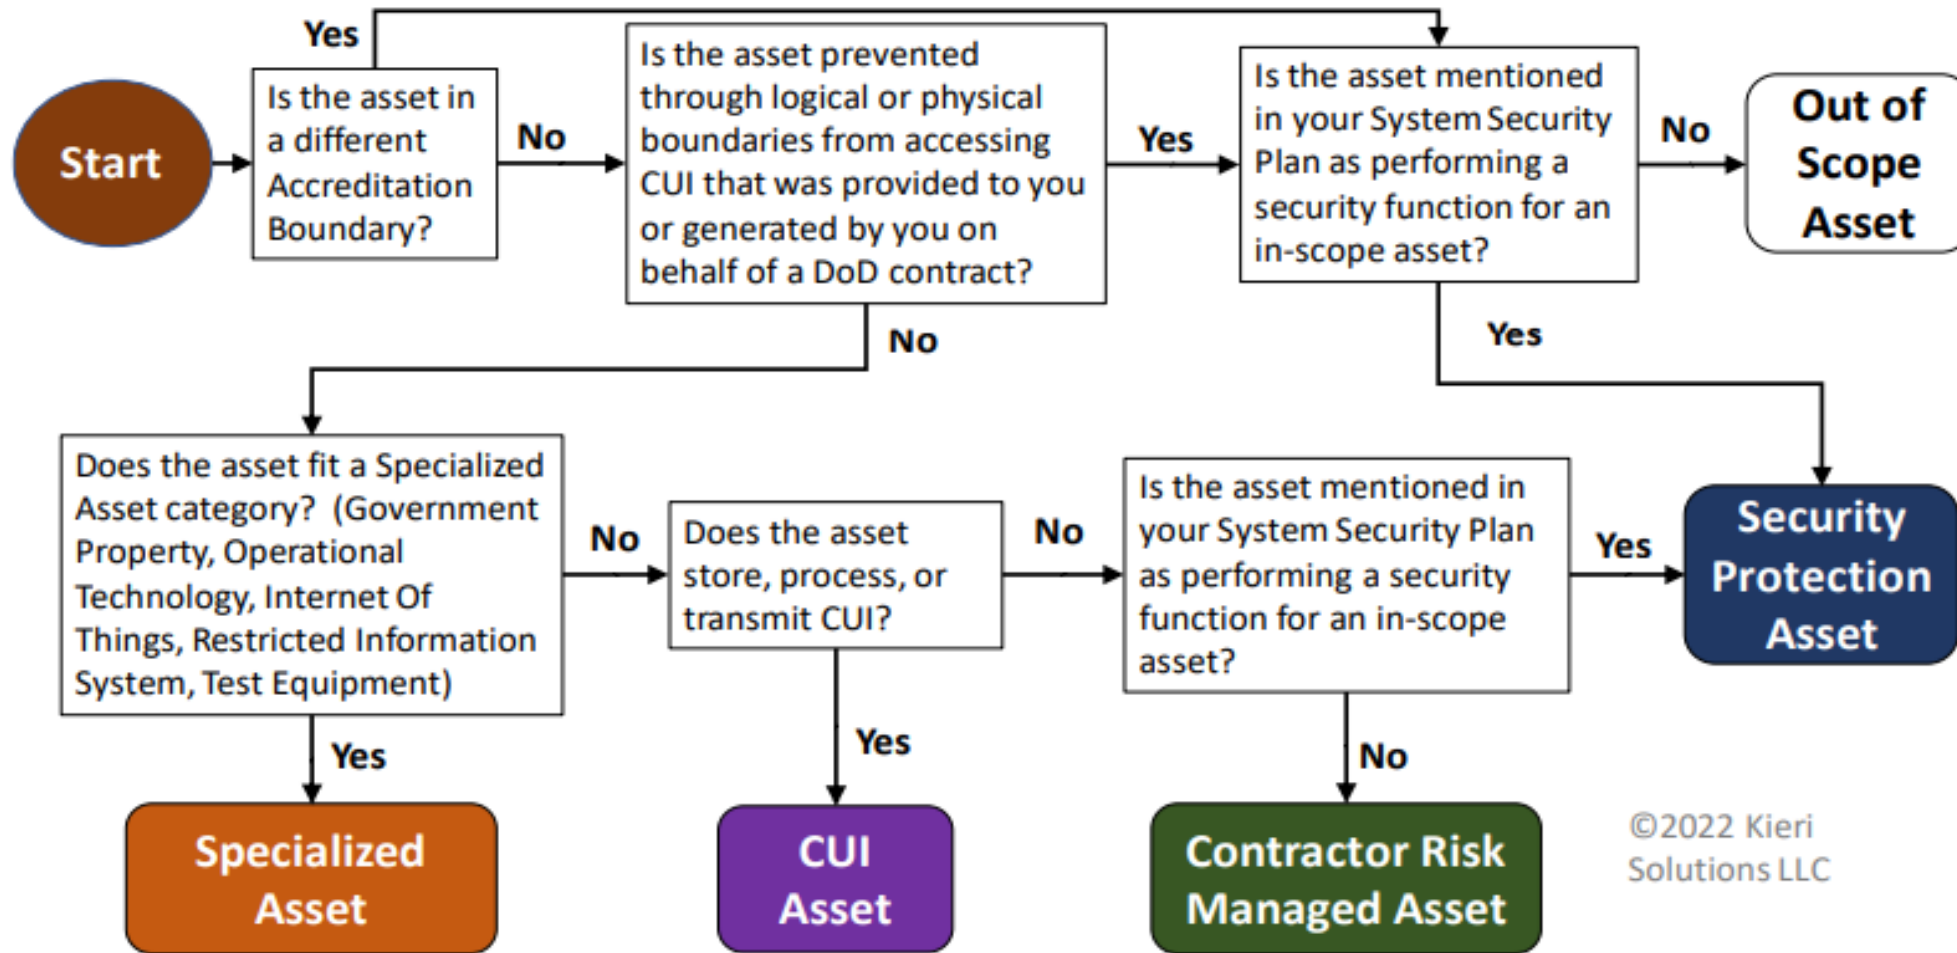 Start
Yes
Is the asset in
a different
Accreditation
Boundary?
No
Is the asset prevented
through logical or physical
boundaries from accessing
CUI that was provided to you
or generated by you on
behalf of a DoD contract?
Yes
Is the asset mentioned
in your System Security
Plan as performing a
security function for an
in-scope asset?
No
Out of
Scope
Asset
No
Yes
Does the asset fit a Specialized
Asset category?  (Government
Property, Operational
Technology, Internet Of
Things, Restricted Information
System, Test Equipment)
No
Does the asset
store, process, or
transmit CUI?
No
Is the asset mentioned in
your System Security Plan
as performing a security
function for an in-scope
asset?
Yes
Security
Protection
Asset
Yes
Yes
No
Specialized
Asset
CUI
Asset
Contractor Risk
Managed Asset
©2022 Kieri
Solutions LLC